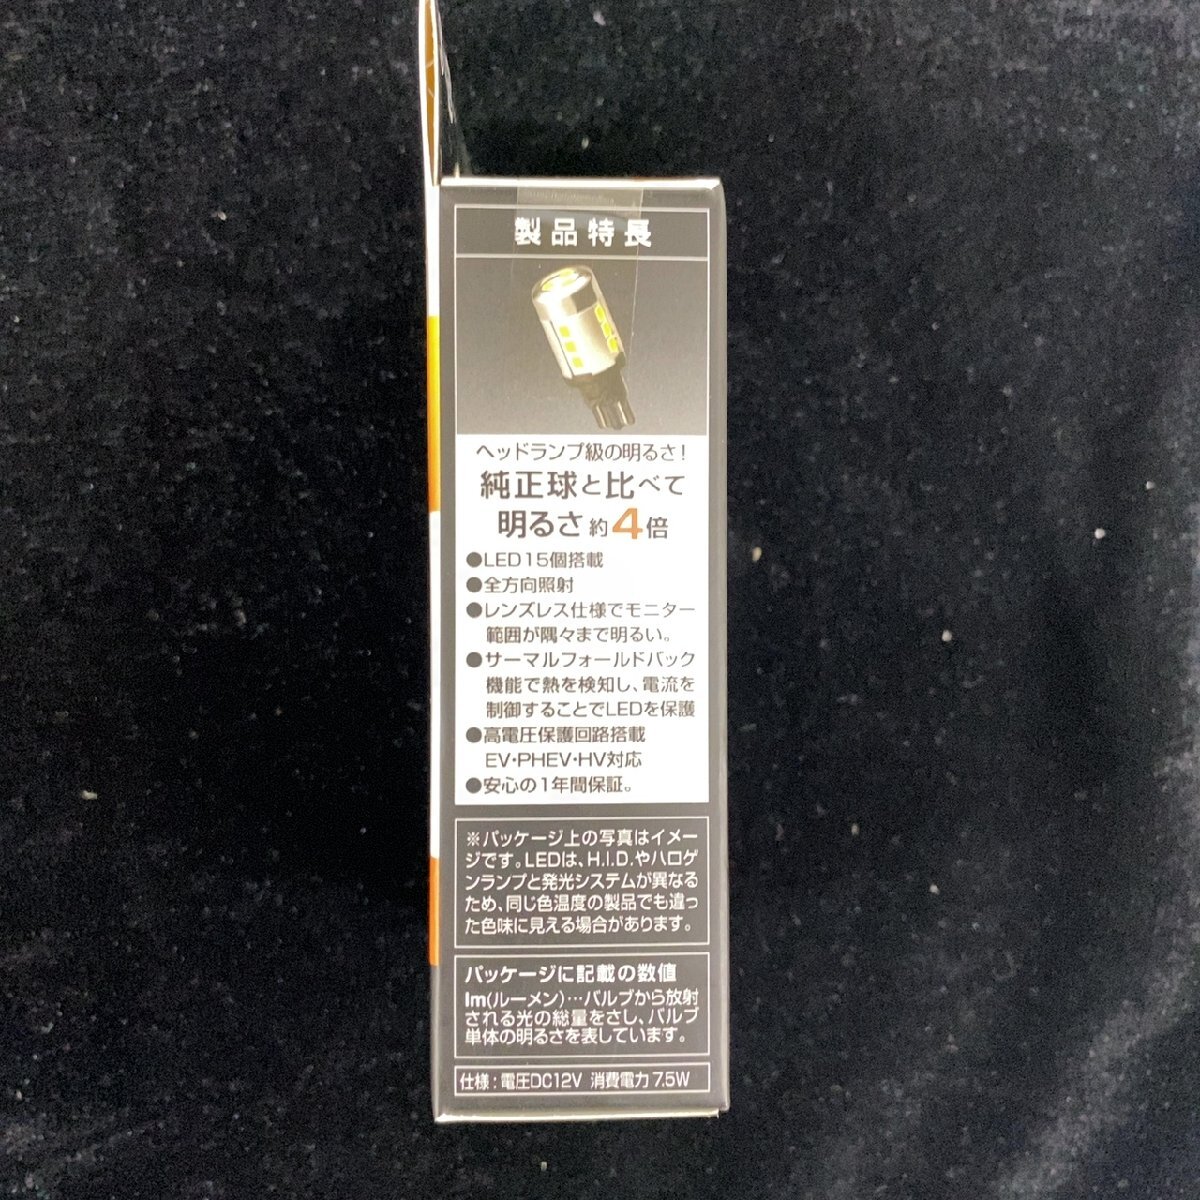 製品特長
ヘッドランプ級の明るさ!
純正球と比べて
明るさ約4倍
●LED15個搭載
●全方向照射
●レンズレス仕様でモニター
範囲が隅々まで明るい。
●サーマルフォールドバック
機能で熱を検知し、電流を
制御することでLEDを保護
●高電圧保護回路搭載
EV・PHEV・HV対応
●安心の1年間保証。
※パッケージ上の写真はイメー
ジです。LEDは、H.I.D.やハロゲ
ンランプと発光システムが異なる
ため、同じ色温度の製品でも違っ
た色味に見える場合があります。
パッケージに記載の数値
lm(ルーメン)…バルブから放射
される光の総量をさし、バルブ
単体の明るさを表しています。
仕様:電圧DC12V 消費電力7.5W